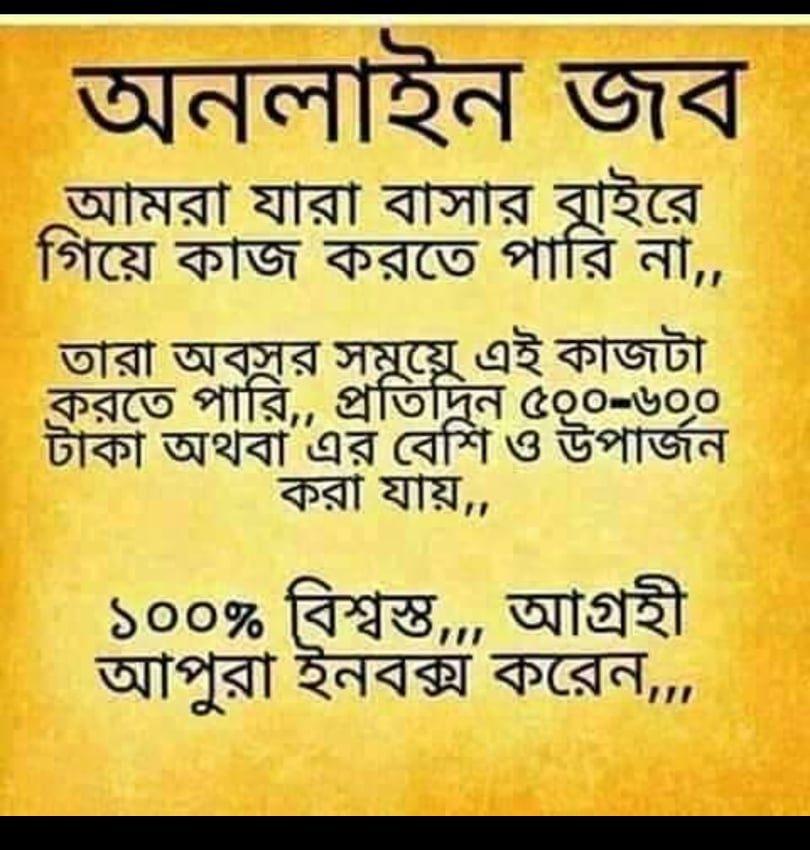 অনলাইন জব
আমরা যারা বাসার বাইরে
গিয়ে কাজ করতে পারি না,,
তারা অবসর সময়ে এই কাজটা
করতে পারি,, প্রতিদিন ৫০০-৬০০
টাকা অথবা এর বেশি ও উপার্জন
করা যায়,,
১০০% বিশ্বস্ত,,, আগ্রহী
আপুরা ইনবক্স করেন,,,